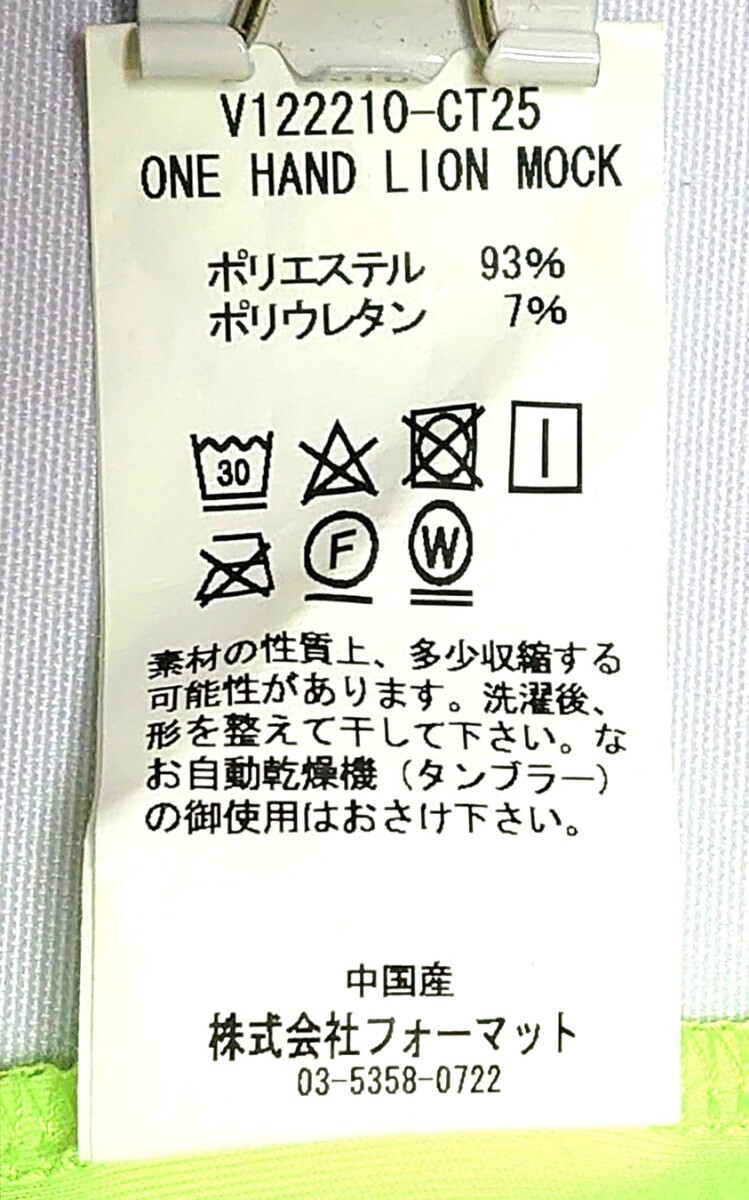 V122210-CT25
ONE HAND LION MOCK
ポリエステル 93%
ポリウレタン 7%
30
F W
素材の性質上、多少収縮する
可能性があります。洗濯後、
形を整えて干して下さい。な
お自動乾燥機（タンブラー）
の御使用はおさけ下さい。
中国産
株式会社フォーマット
03-5358-0722